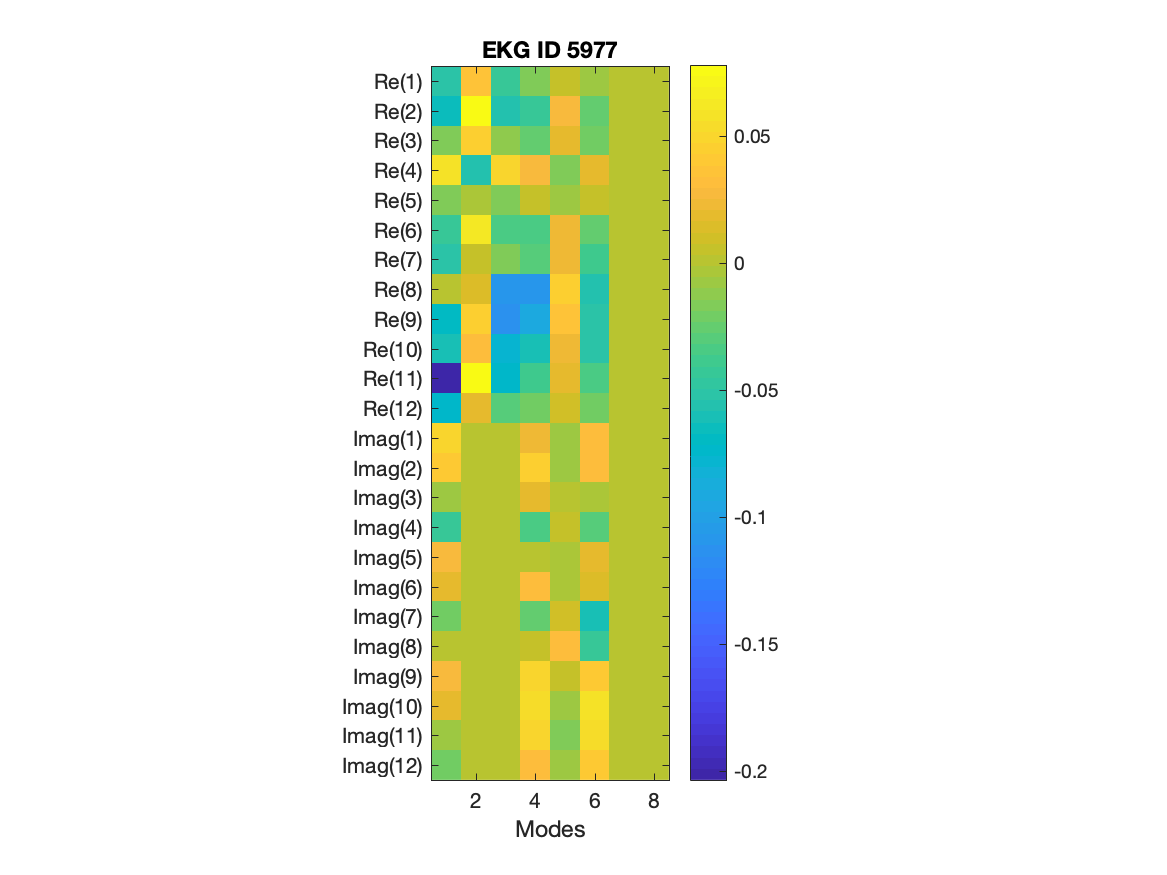 EKG ID 5977
Re(1)
Re(2)
Re(3)
Re(4)
Re(5)
Re(6)
Re(7)
Re(8)
Re(9)
Re(10)
Re(11)
Re(12)
Imag(1)
Imag(2)
Imag(3)
Imag(4)
Imag(5)
Imag(6)
Imag(7)
Imag(8)
Imag(9)
Imag(10)
Imag(11)
Imag(12)
2 4 6 8
Modes
0.05
0
-0.05
-0.1
-0.15
-0.2